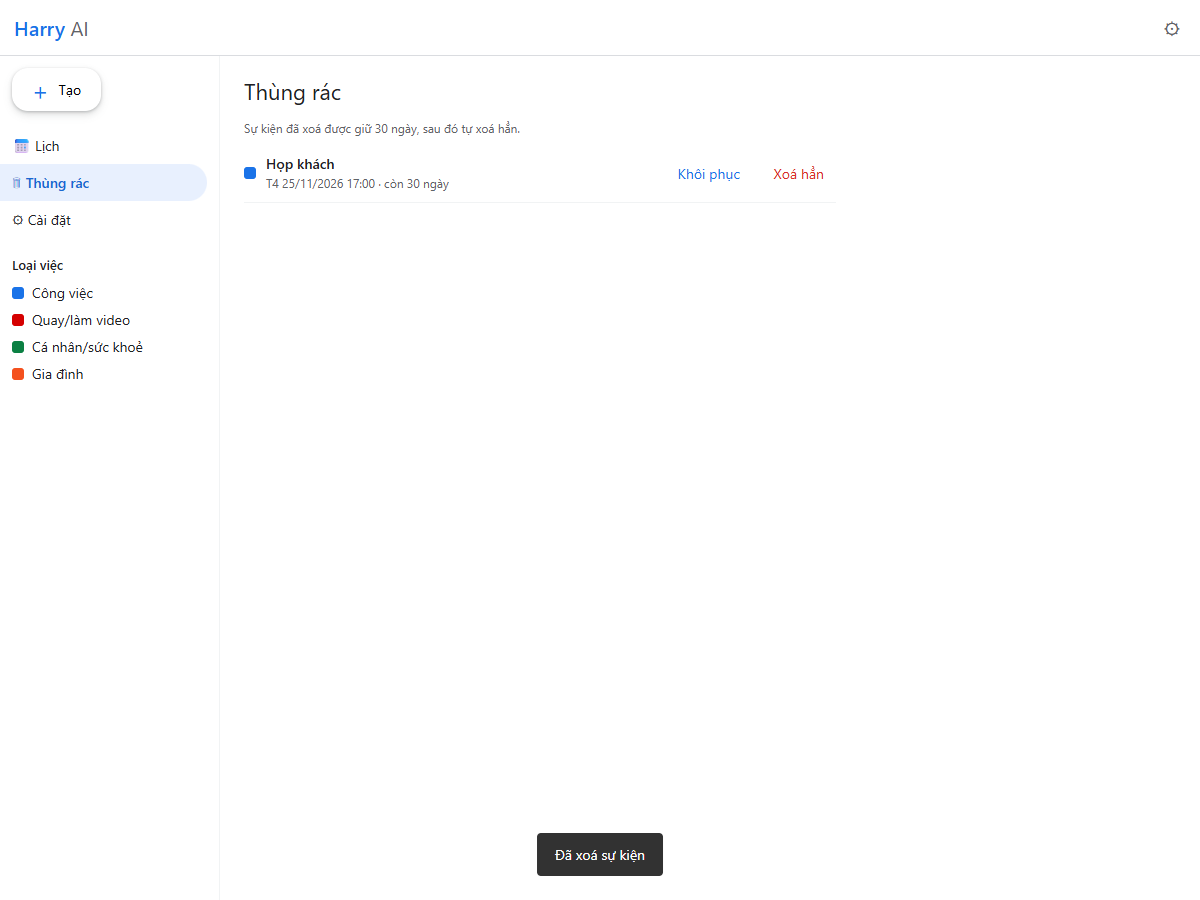 Harry AI
+ Tạo
Lịch
Thùng rác
Cài đặt
Loại việc
Công việc
Quay/làm video
Cá nhân/sức khoẻ
Gia đình
Thùng rác
Sự kiện đã xoá được giữ 30 ngày, sau đó tự xoá hẳn.
Họp khách
T4 25/11/2026 17:00 · còn 30 ngày
Khôi phục
Xoá hẳn
Đã xoá sự kiện